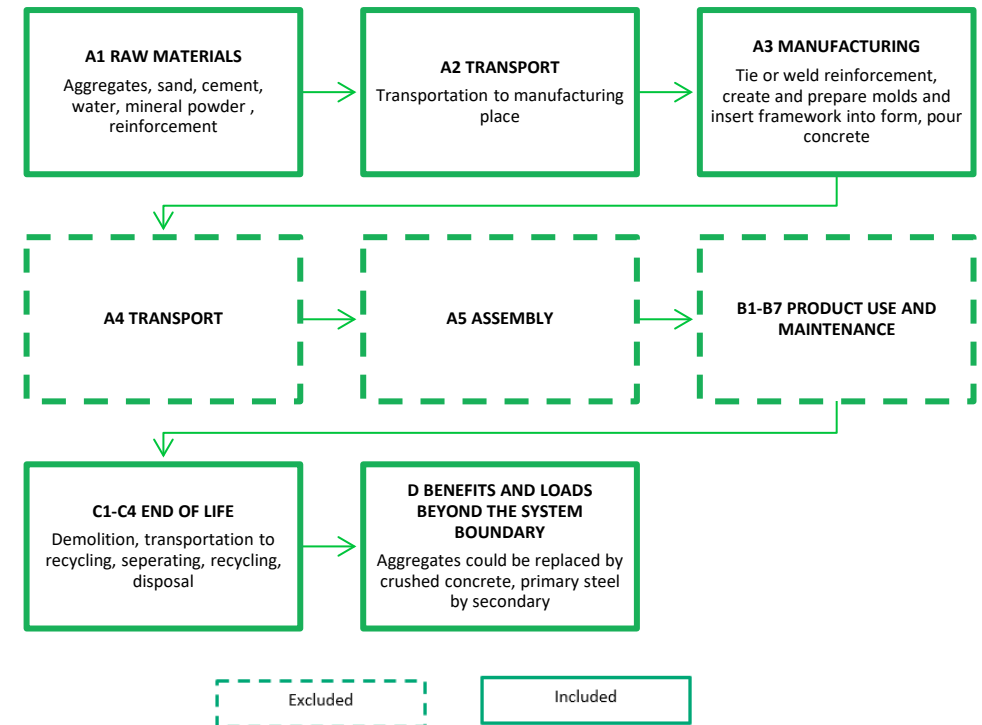 A1 RAW MATERIALS
Aggregates, sand, cement,
water, mineral powder ,
reinforcement
A2 TRANSPORT
Transportation to manufacturing
place
A3 MANUFACTURING
Tie or weld reinforcement,
create and prepare molds and
insert framework into form, pour
concrete
A4 TRANSPORT
A5 ASSEMBLY
B1-B7 PRODUCT USE AND
MAINTENANCE
C1-C4 END OF LIFE
Demolition, transportation to
recycling, seperating, recycling,
disposal
D BENEFITS AND LOADS
BEYOND THE SYSTEM
BOUNDARY
Aggregates could be replaced by
crushed concrete, primary steel
by secondary
Excluded
Included